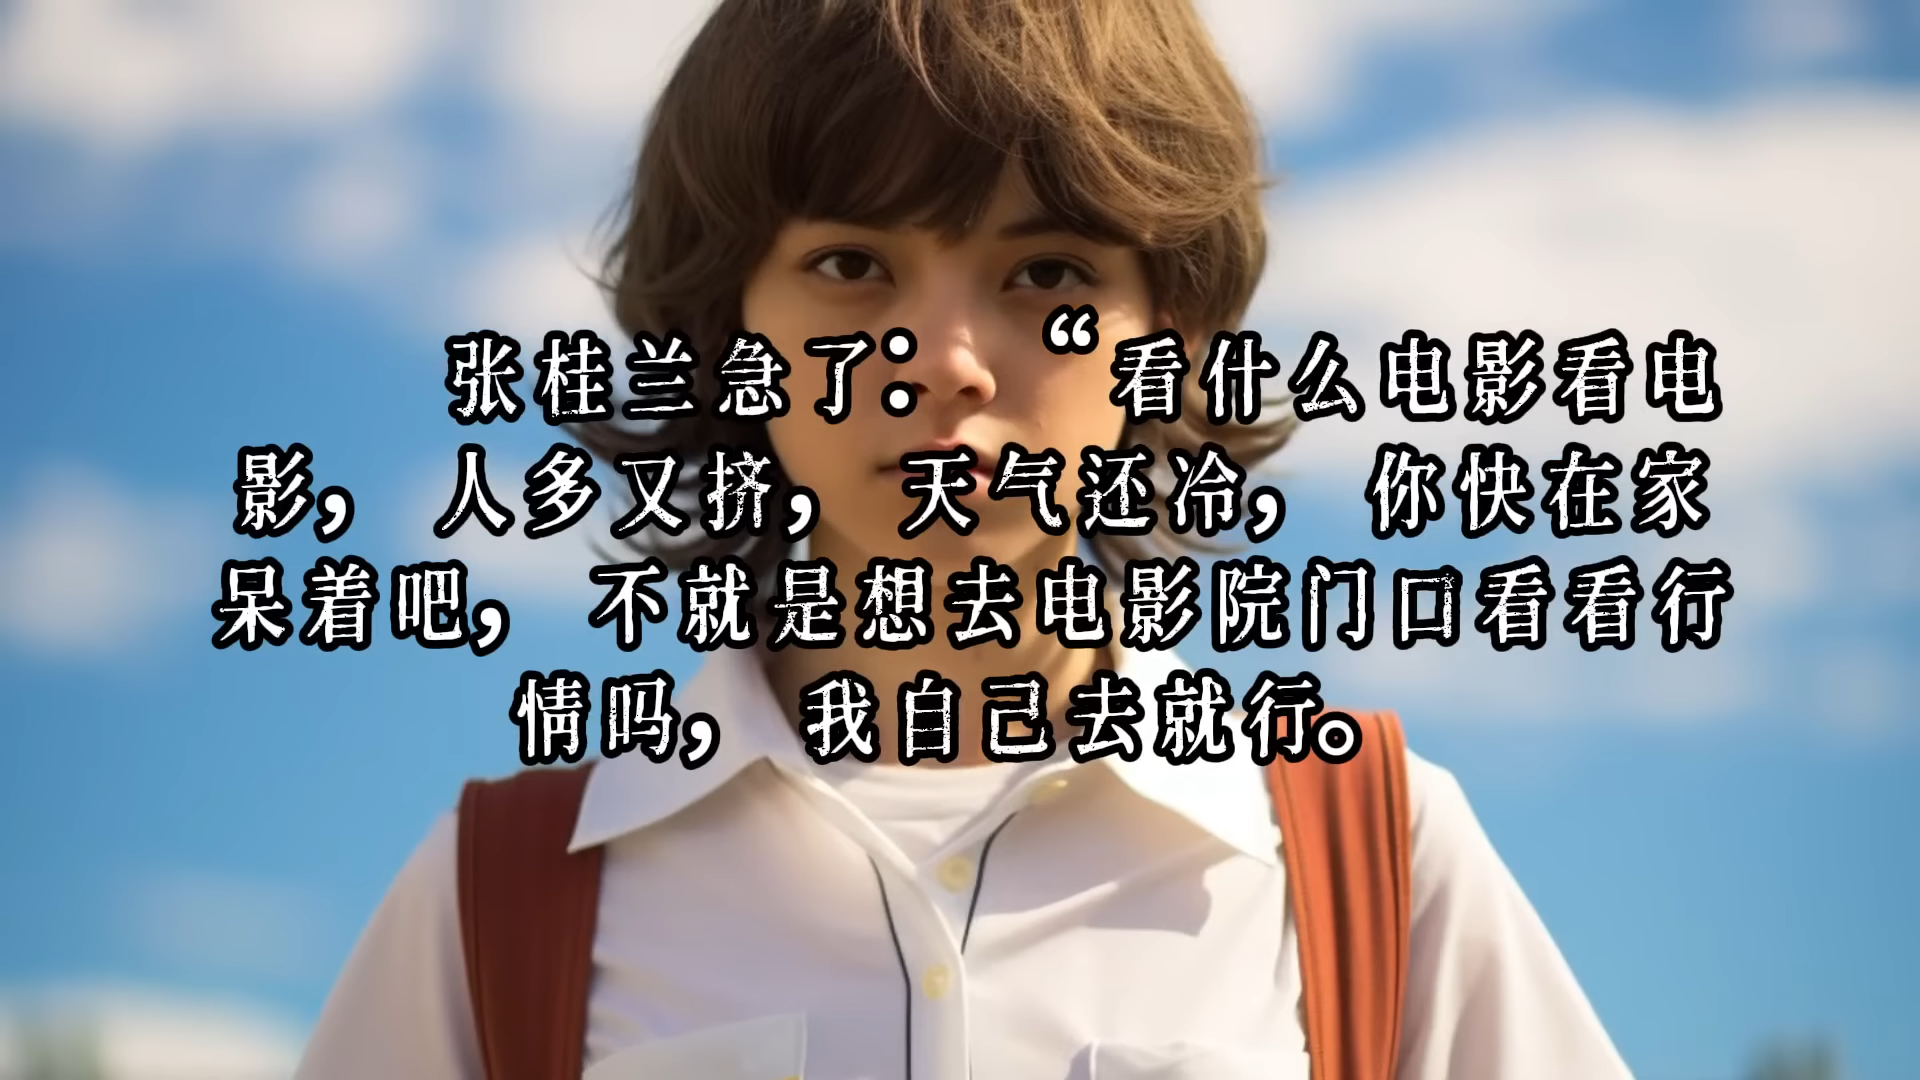 张桂兰急了：“看什么电影看电
影，人多又挤，天气还冷，你快在家
呆着吧，不就是想去电影院门口看看行
情吗，我自己去就行。